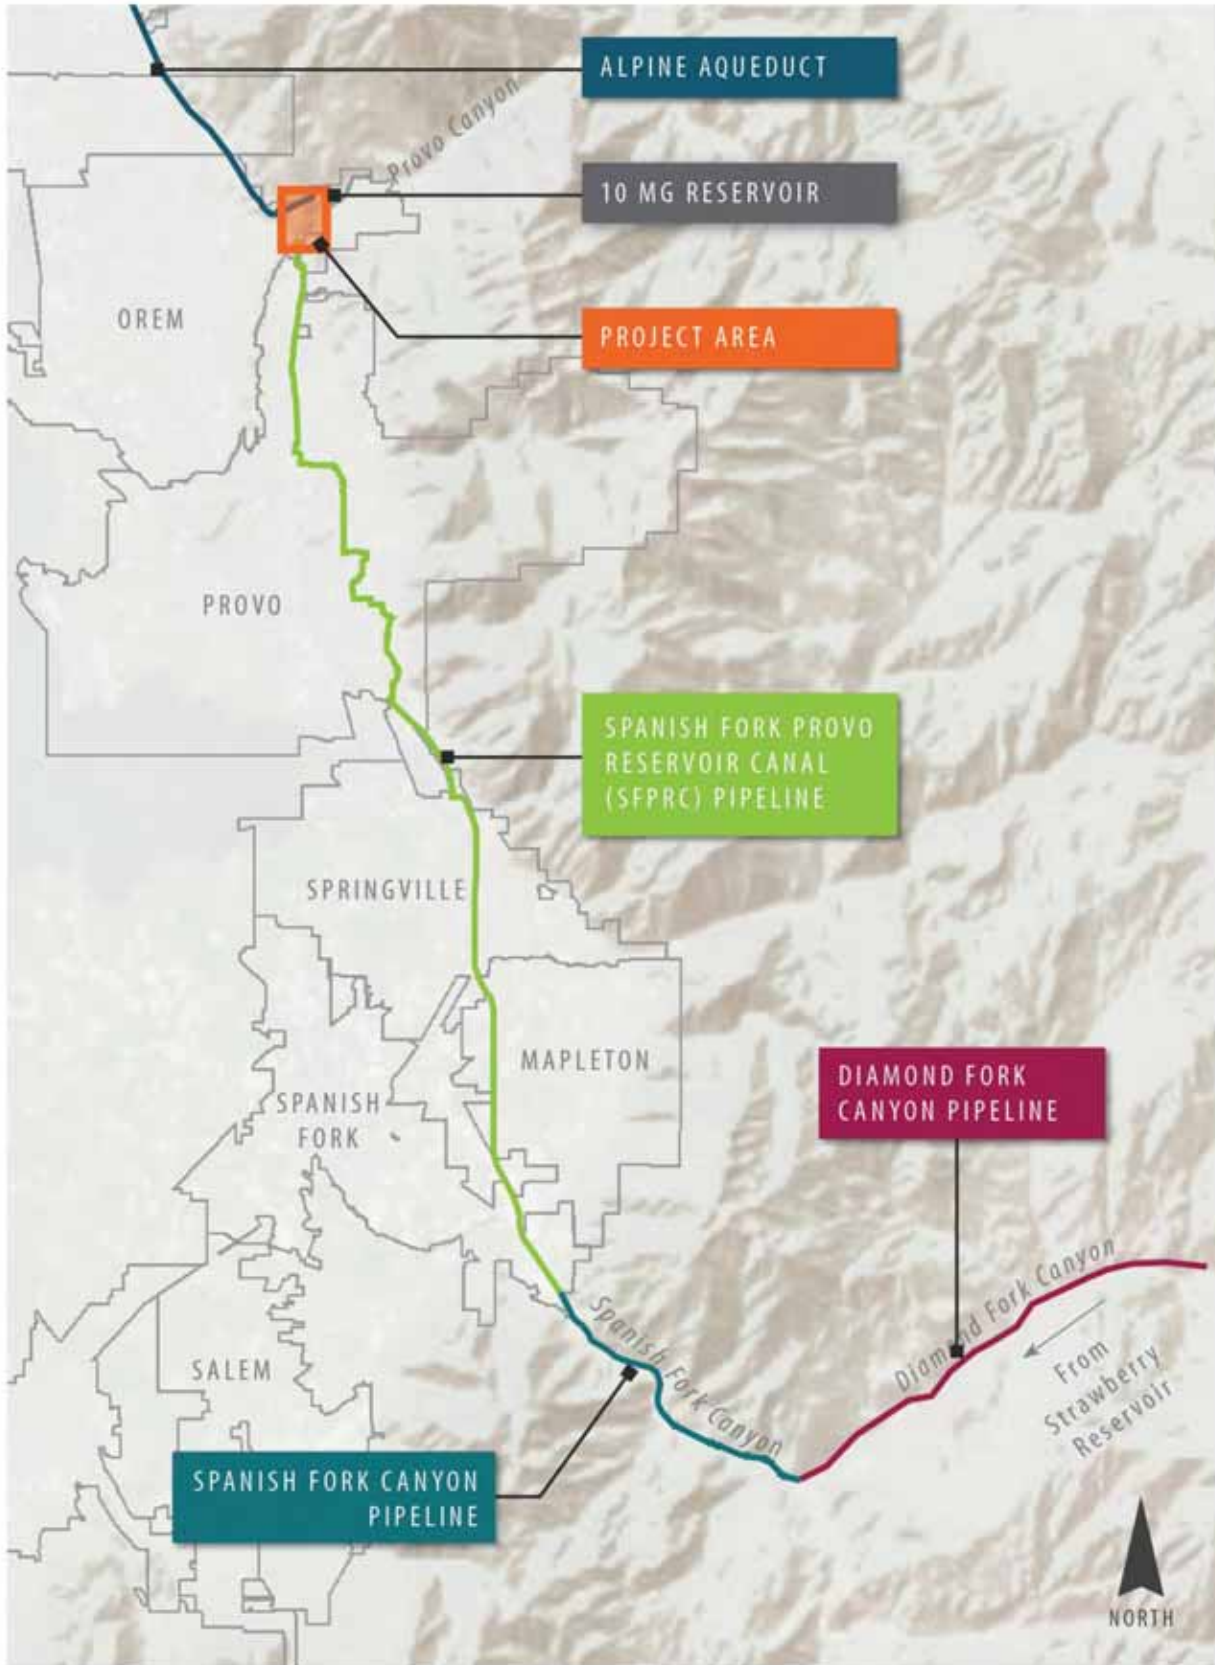 ALPINE AQUEDUCT
Provo Canyon
10 MG RESERVOIR
OREM
PROJECT AREA
PROVO
SPANISH FORK PROVO
RESERVOIR CANAL
(SFPRC) PIPELINE
SPRINGVILLE
MAPLETON
SPANISH
FORK
DIAMOND FORK
CANYON PIPELINE
Diamond Fork Canyon
From
Strawberry
Reservoir
Spanish Fork Canyon
SALEM
SPANISH FORK CANYON
PIPELINE
NORTH